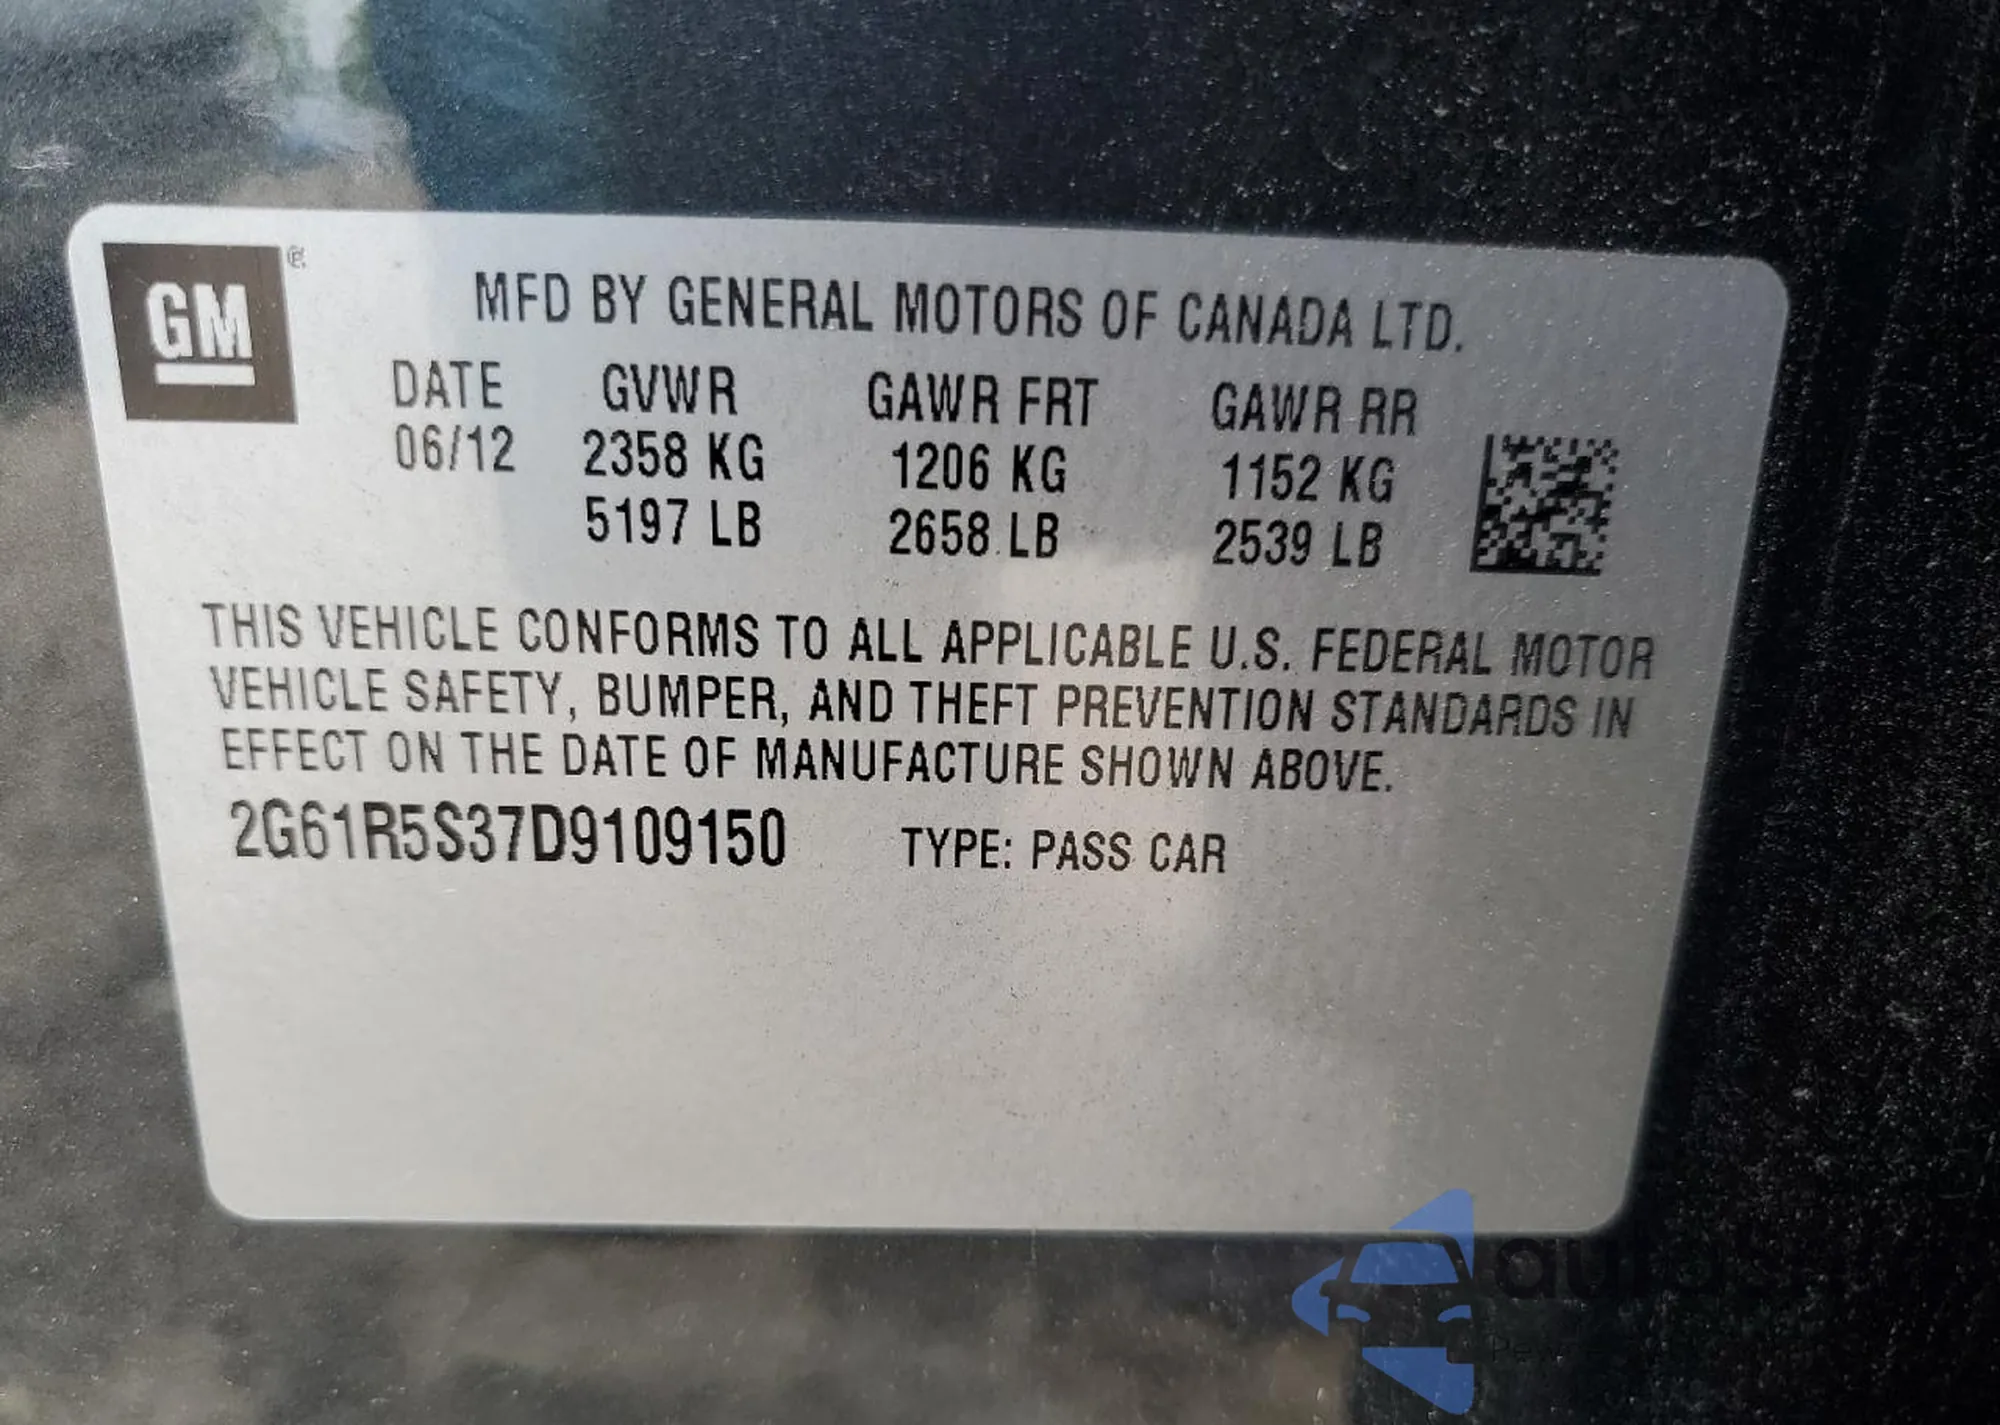 GM ®
MFD BY GENERAL MOTORS OF CANADA LTD.
DATE GVWR GAWR FRT GAWR RR
06/12 2358 KG 1206 KG 1152 KG
5197 LB 2658 LB 2539 LB
THIS VEHICLE CONFORMS TO ALL APPLICABLE U.S. FEDERAL MOTOR
VEHICLE SAFETY, BUMPER, AND THEFT PREVENTION STANDARDS IN
EFFECT ON THE DATE OF MANUFACTURE SHOWN ABOVE.
2G61R5S37D9109150 TYPE: PASS CAR